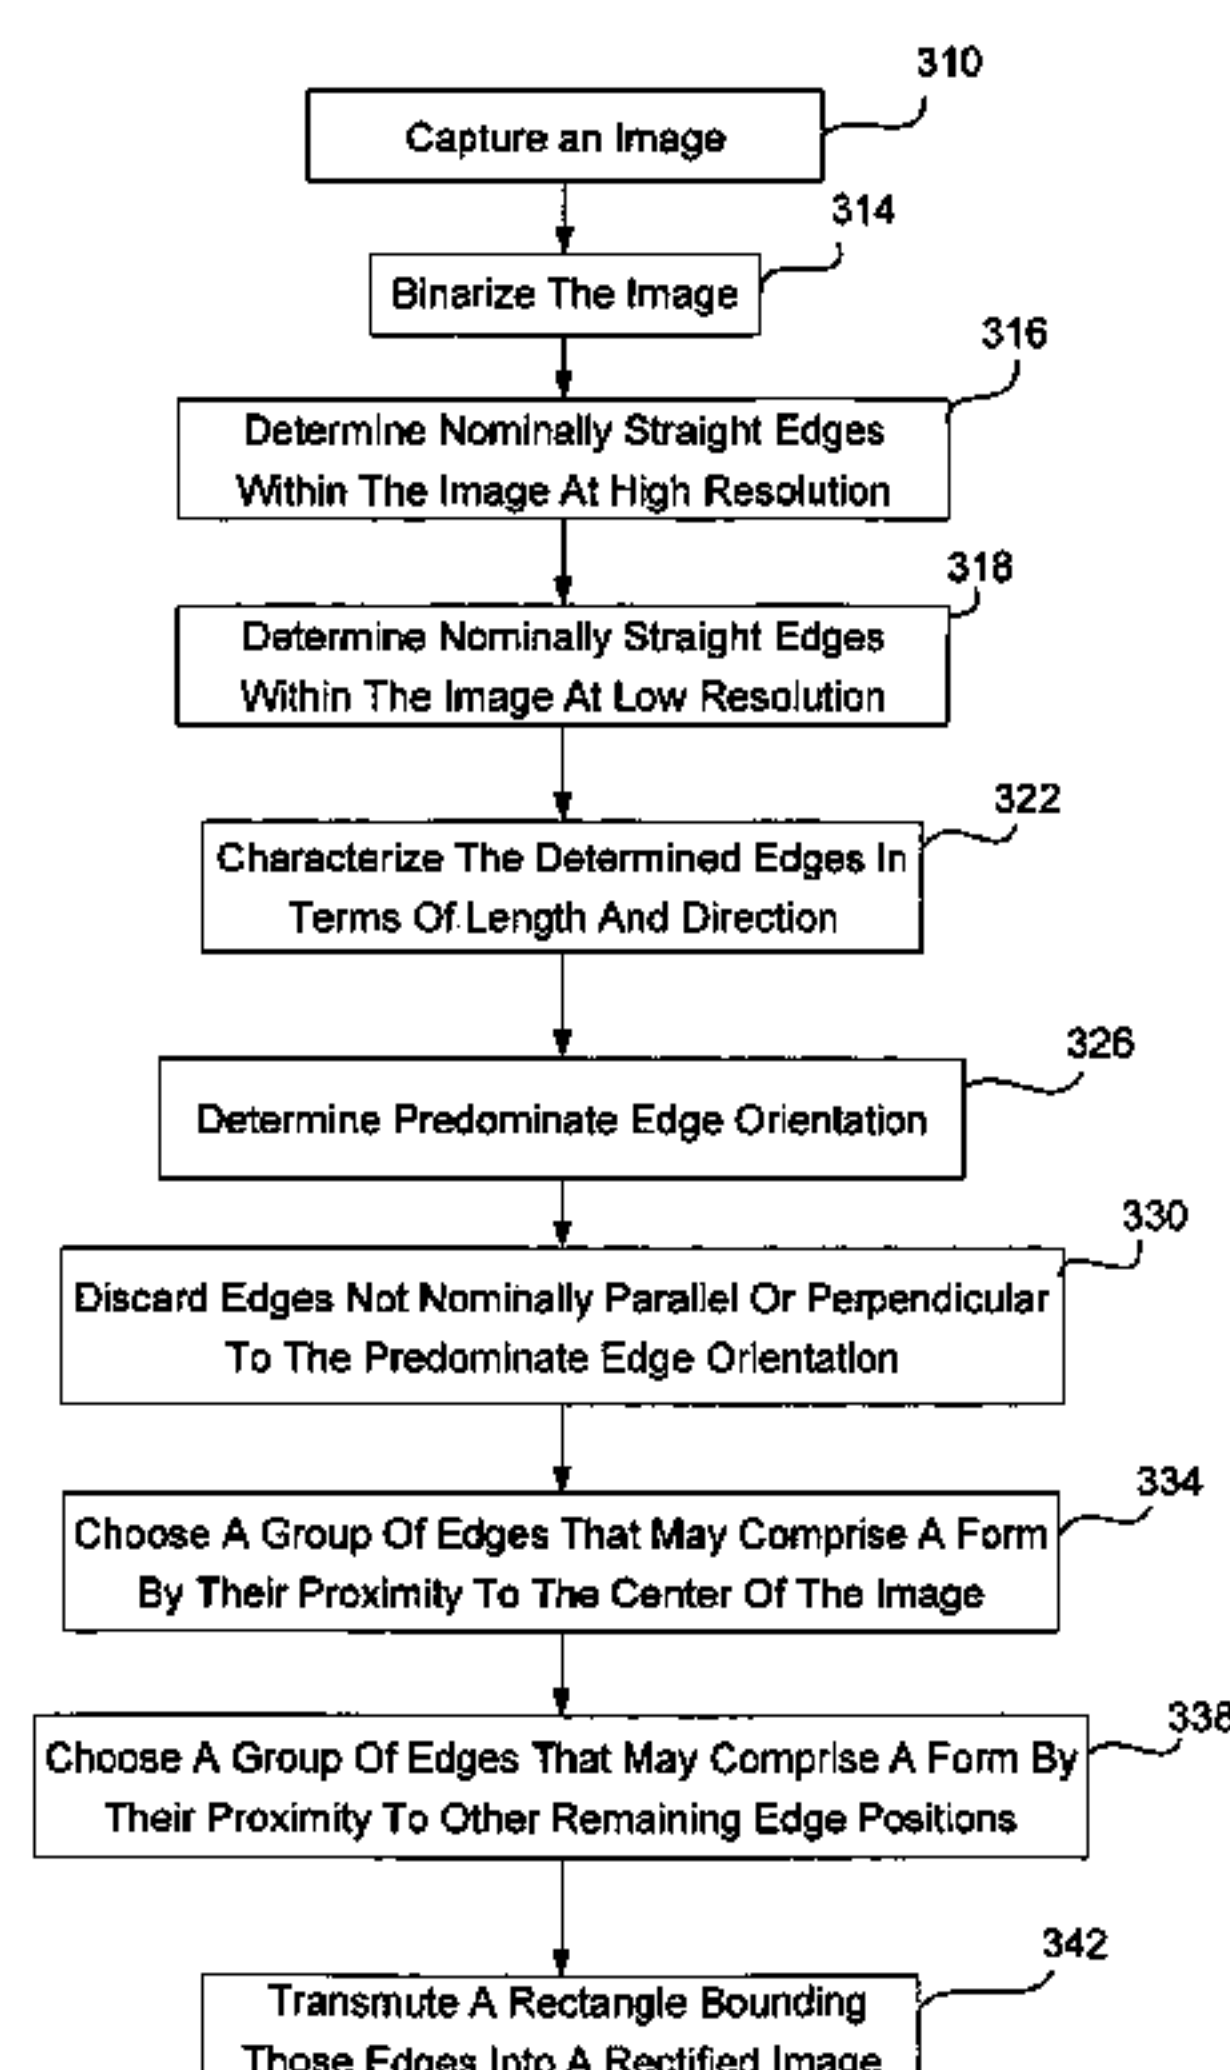 310
Capture an Image
314
Binarize The Image
316
Determine Nominally Straight Edges
Within The Image At High Resolution
318
Determine Nominally Straight Edges
Within The Image At Low Resolution
322
Characterize The Determined Edges In
Terms Of Length And Direction
326
Determine Predominate Edge Orientation
330
Discard Edges Not Nominally Parallel Or Perpendicular
To The Predominate Edge Orientation
334
Choose A Group Of Edges That May Comprise A Form
By Their Proximity To The Center Of The Image
338
Choose A Group Of Edges That May Comprise A Form By
Their Proximity To Other Remaining Edge Positions
342
Transmute A Rectangle Bounding
Those Edges Into A Rectified Image